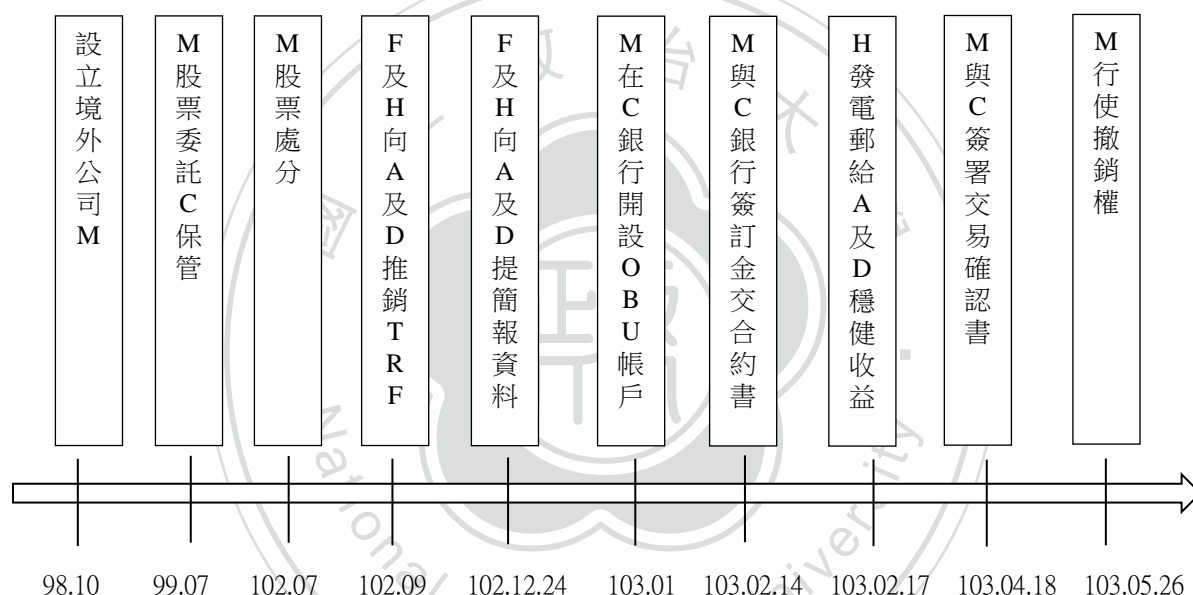 設立境外公司M
M股票委託C保管
M股票處分
F及H向A及D推銷TRF
F及H向A及D提簡報資料
M在C銀行開設OBU帳戶
M與C銀行簽訂金交合約書
H發電郵給A及D穩健收益
M與C簽署交易確認書
M行使撤銷權
98.10 99.07 102.07 102.09 102.12.24 103.01 103.02.14 103.02.17 103.04.18 103.05.26